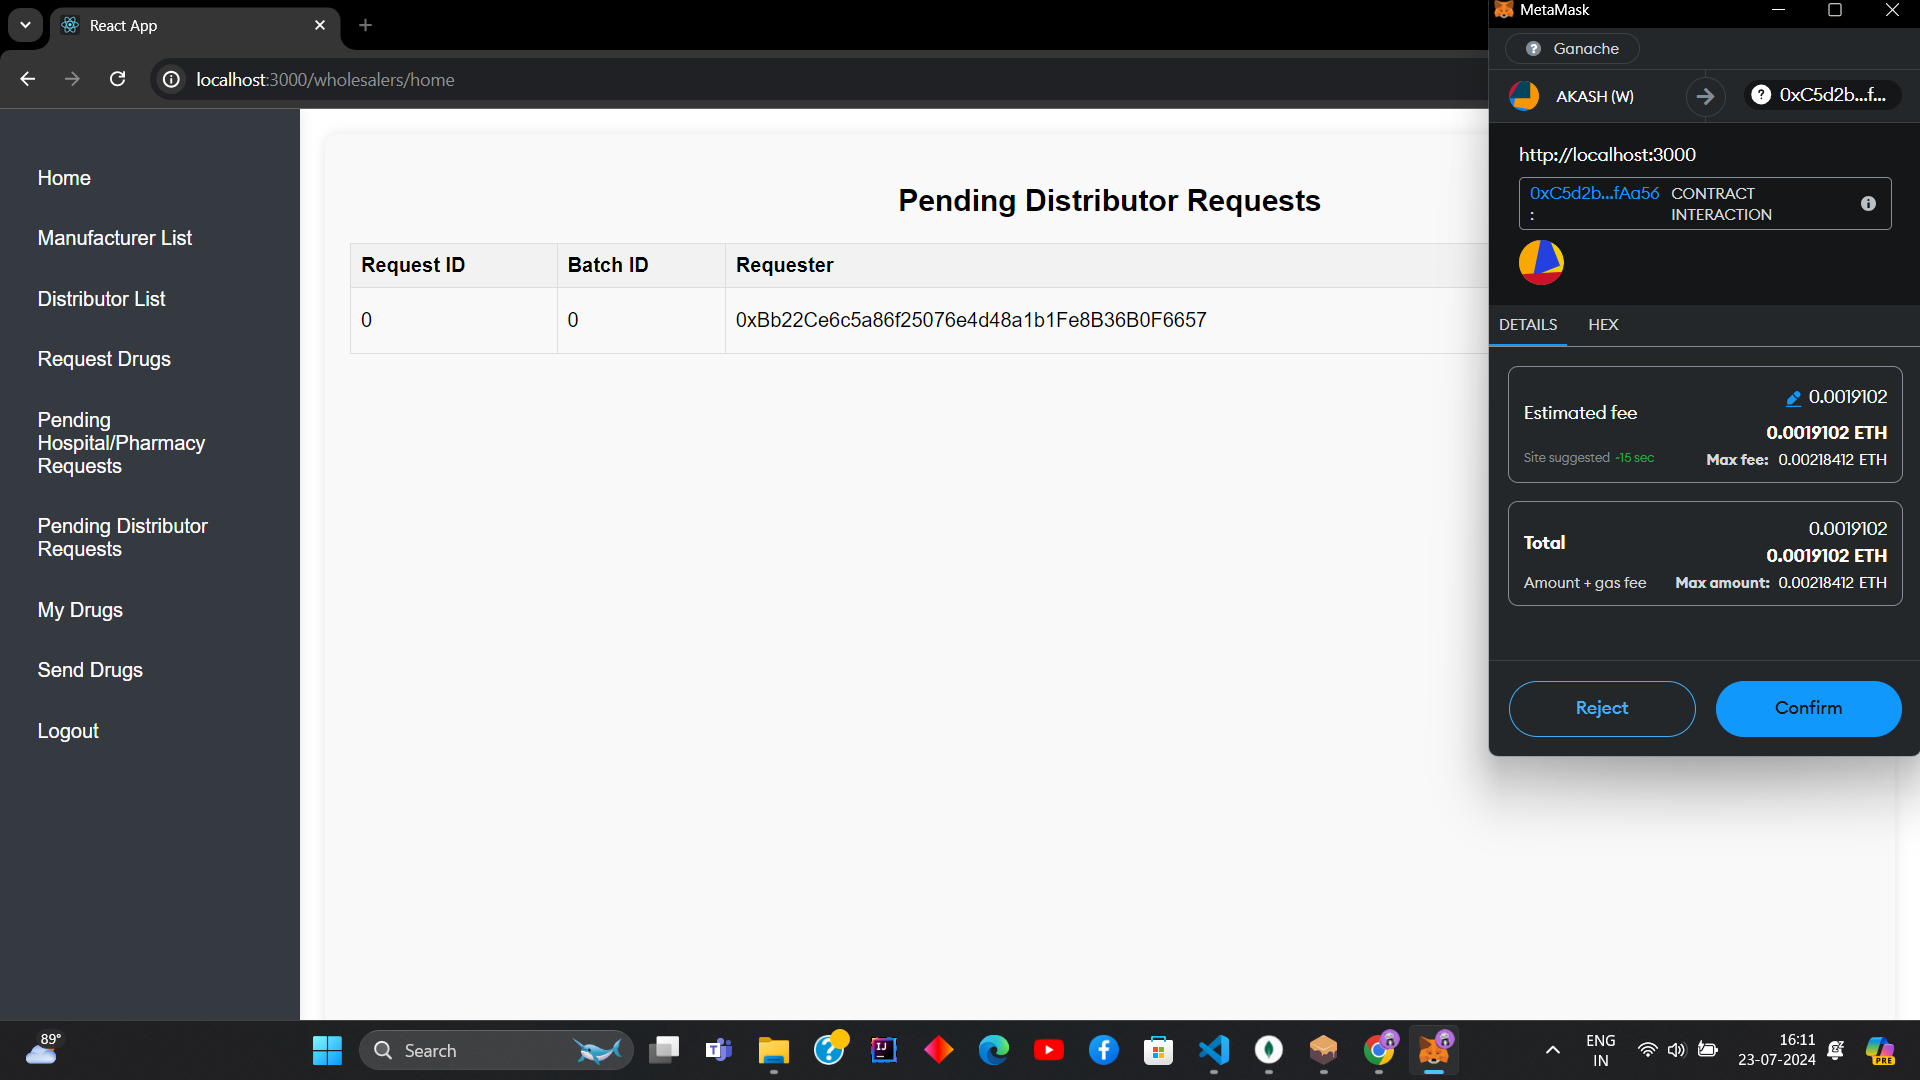 React App
localhost:3000/wholesalers/home
Home
Manufacturer List
Distributor List
Request Drugs
Pending
Hospital/Pharmacy
Requests
Pending Distributor
Requests
My Drugs
Send Drugs
Logout
Pending Distributor Requests
Request ID Batch ID Requester
0 0 0xBb22Ce6c5a86f25076e4d48a1b1Fe8B36B0F6657
MetaMask
Ganache
AKASH (W) 0xC5d2b...f...
http://localhost:3000
0xC5d2b...fAa56 CONTRACT
: INTERACTION
DETAILS HEX
0.0019102
Estimated fee
0.0019102 ETH
Site suggested ~15 sec Max fee: 0.00218412 ETH
0.0019102
Total
0.0019102 ETH
Amount + gas fee Max amount: 0.00218412 ETH
Reject Confirm
89°
Search
ENG
IN
16:11
23-07-2024
PRE